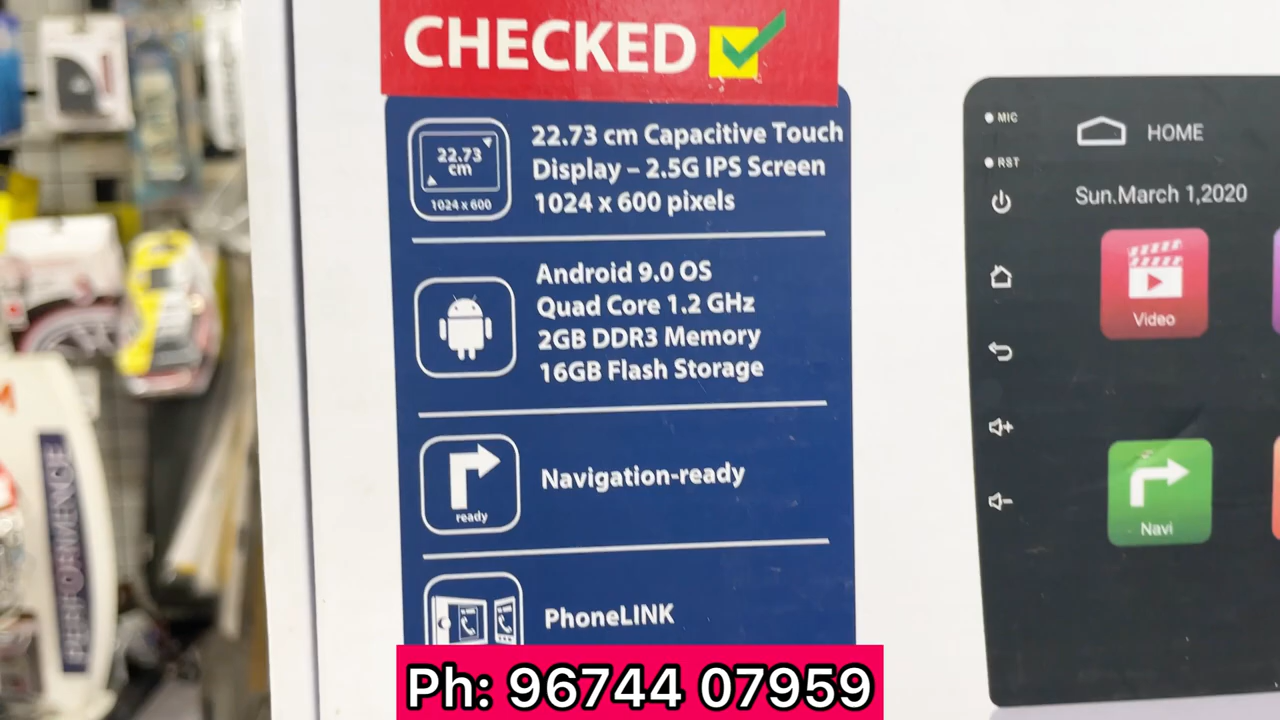 CHECKED
22.73
cm
1024 x 600
22.73 cm Capacitive Touch
Display – 2.5G IPS Screen
1024 x 600 pixels
Android 9.0 OS
Quad Core 1.2 GHz
2GB DDR3 Memory
16GB Flash Storage
ready
Navigation-ready
PhoneLINK
MIC
RST
HOME
Sun.March 1,2020
Video
Navi
PERFORMENCE
Ph: 96744 07959